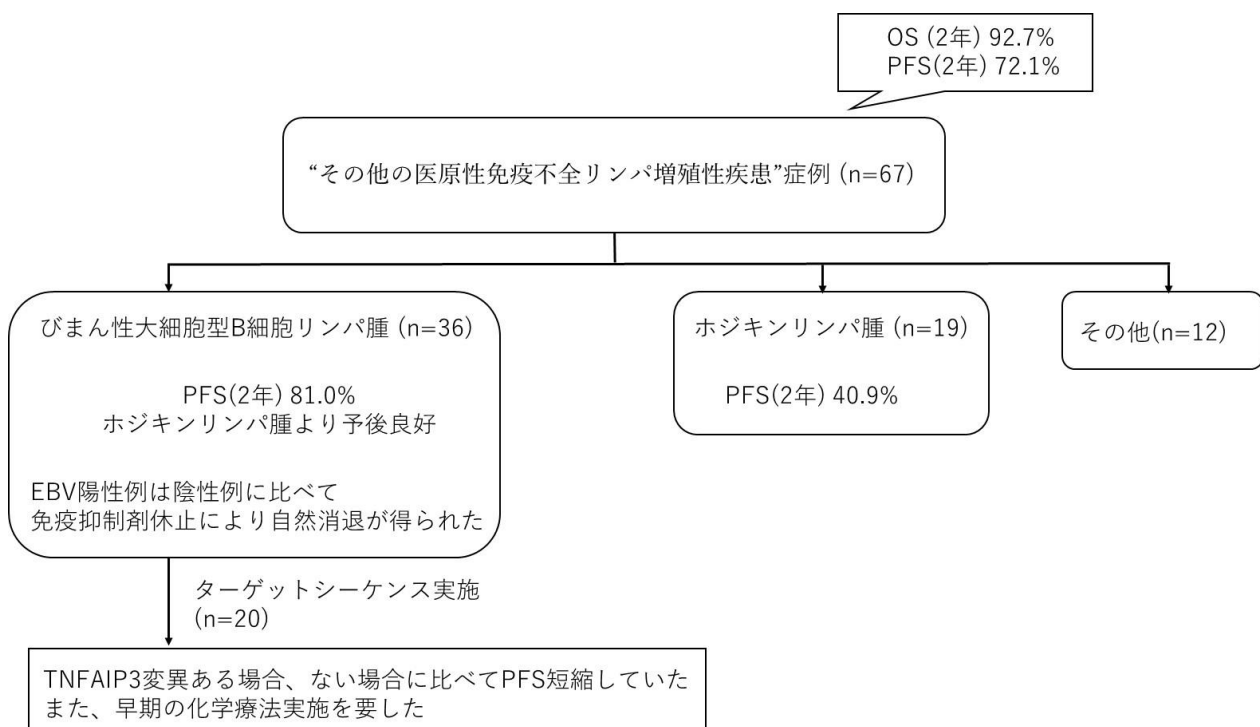 OS (2年) 92.7%
PFS(2年) 72.1%
“その他の医原性免疫不全リンパ増殖性疾患”症例 (n=67)
びまん性大細胞型B細胞リンパ腫 (n=36)
PFS(2年) 81.0%
ホジキンリンパ腫より予後良好
EBV陽性例は陰性例に比べて
免疫抑制剤休止により自然消退が得られた
ホジキンリンパ腫 (n=19)
PFS(2年) 40.9%
その他(n=12)
ターゲットシーケンス実施
(n=20)
TNFAIP3変異ある場合、ない場合に比べてPFS短縮していた
また、早期の化学療法実施を要した